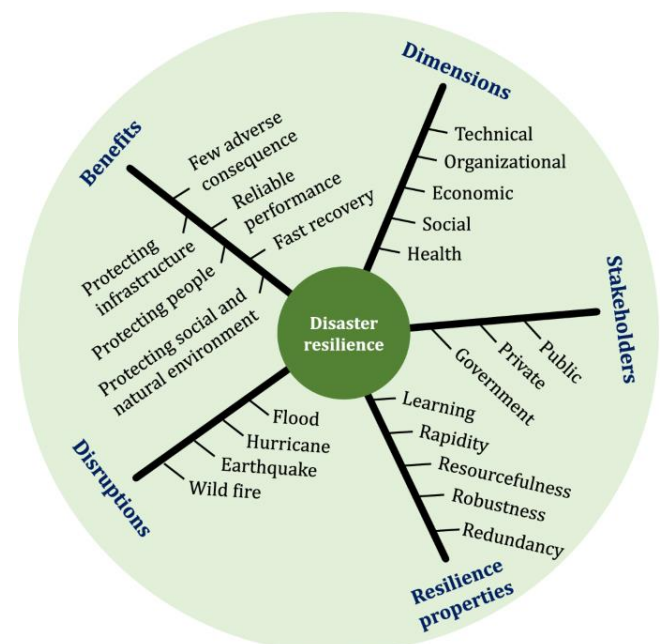 Disaster
resilience
Dimensions
Technical
Organizational
Economic
Social
Health
Stakeholders
Public
Private
Government
Resilience
properties
Learning
Rapidity
Resourcefulness
Robustness
Redundancy
Disruptions
Flood
Hurricane
Earthquake
Wild fire
Benefits
Few adverse
consequence
Reliable
performance
Fast recovery
Protecting
infrastructure
Protecting people
Protecting social and
natural environment